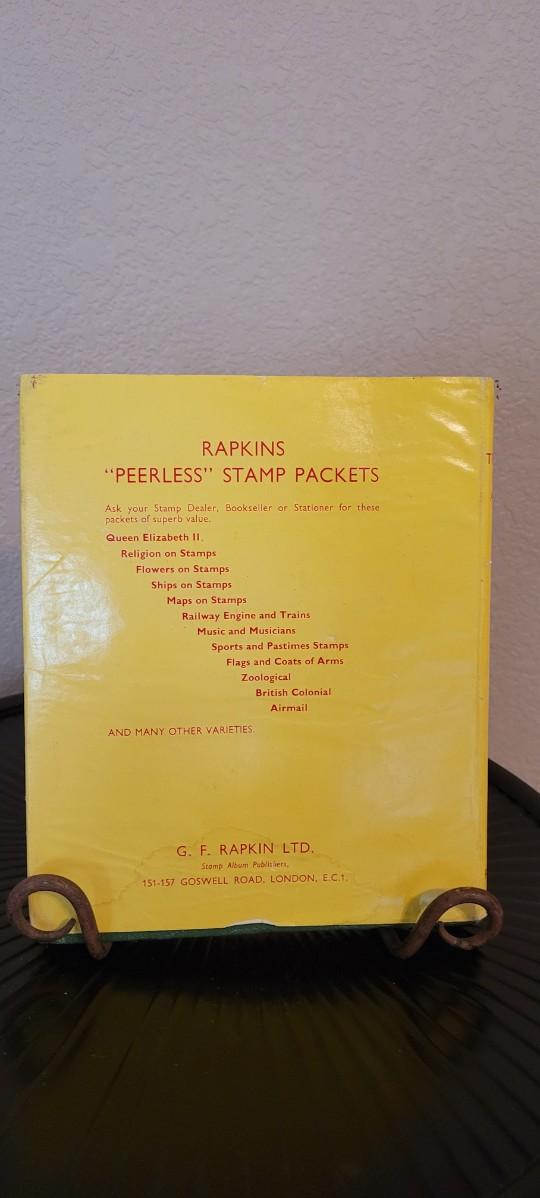 RAPKINS
“PEERLESS” STAMP PACKETS
Ask your Stamp Dealer, Bookseller or Stationer for these
packets of superb value.
Queen Elizabeth II.
Religion on Stamps
Flowers on Stamps
Ships on Stamps
Maps on Stamps
Railway Engine and Trains
Music and Musicians
Sports and Pastimes Stamps
Flags and Coats of Arms
Zoological
British Colonial
Airmail
AND MANY OTHER VARIETIES.
G. F. RAPKIN LTD.
Stamp Album Publishers,
151-157 GOSWELL ROAD, LONDON, E.C.1.
T